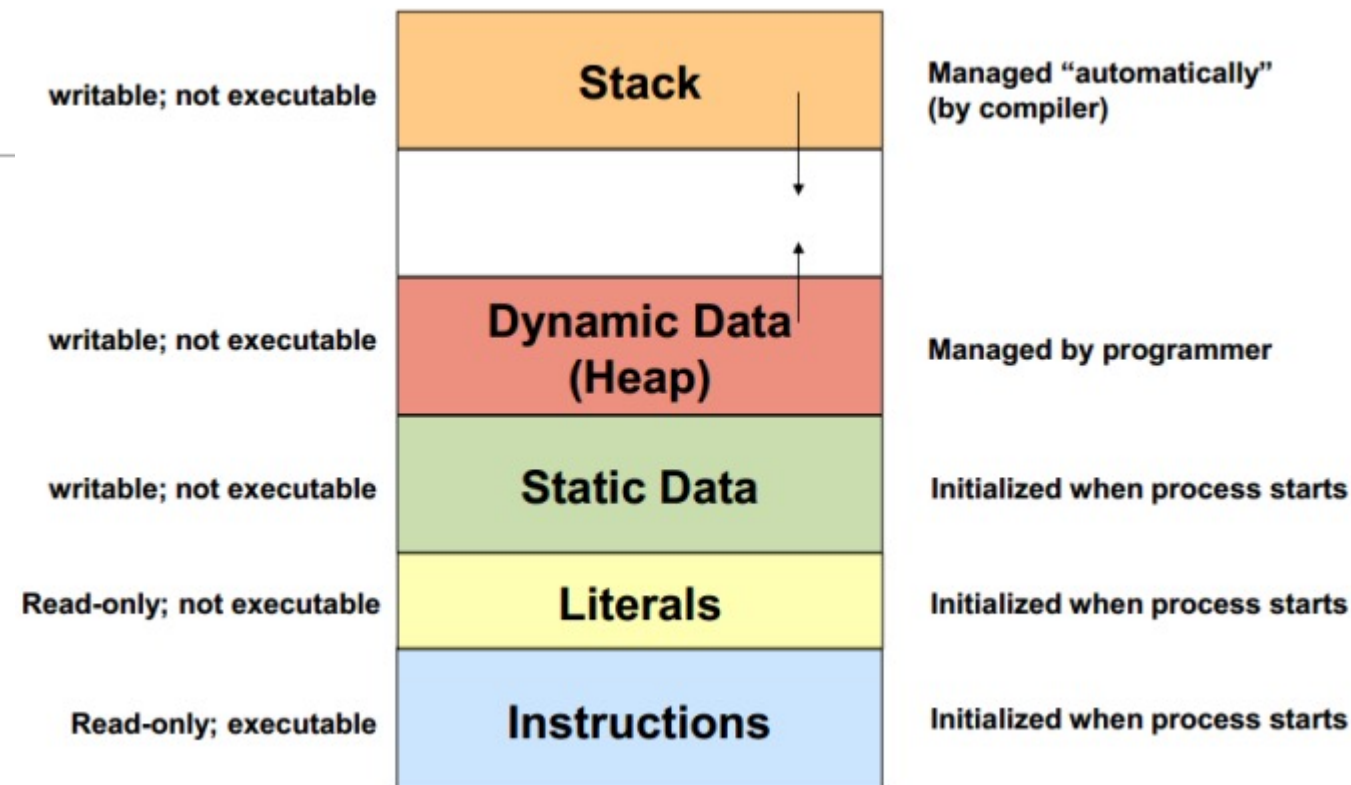 writable; not executable
Stack
Managed “automatically”
(by compiler)
writable; not executable
Dynamic Data
(Heap)
Managed by programmer
writable; not executable
Static Data
Initialized when process starts
Read-only; not executable
Literals
Initialized when process starts
Read-only; executable
Instructions
Initialized when process starts